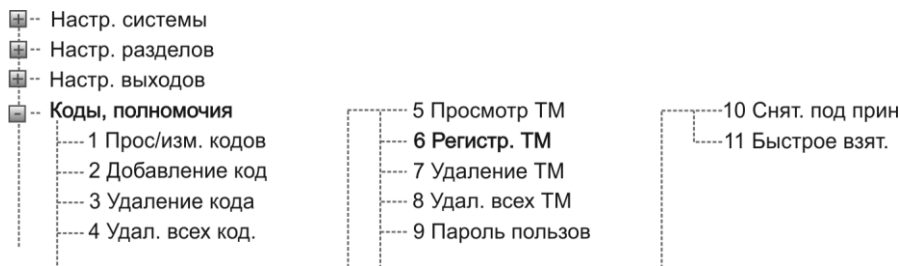 Настр. системы
Настр. разделов
Настр. выходов
Коды, полномочия
1 Прос/изм. кодов
2 Добавление код
3 Удаление кода
4 Удал. всех код.
5 Просмотр ТМ
6 Регистр. ТМ
7 Удаление ТМ
8 Удал. всех ТМ
9 Пароль пользов
10 Снят. под прин
11 Быстрое взят.